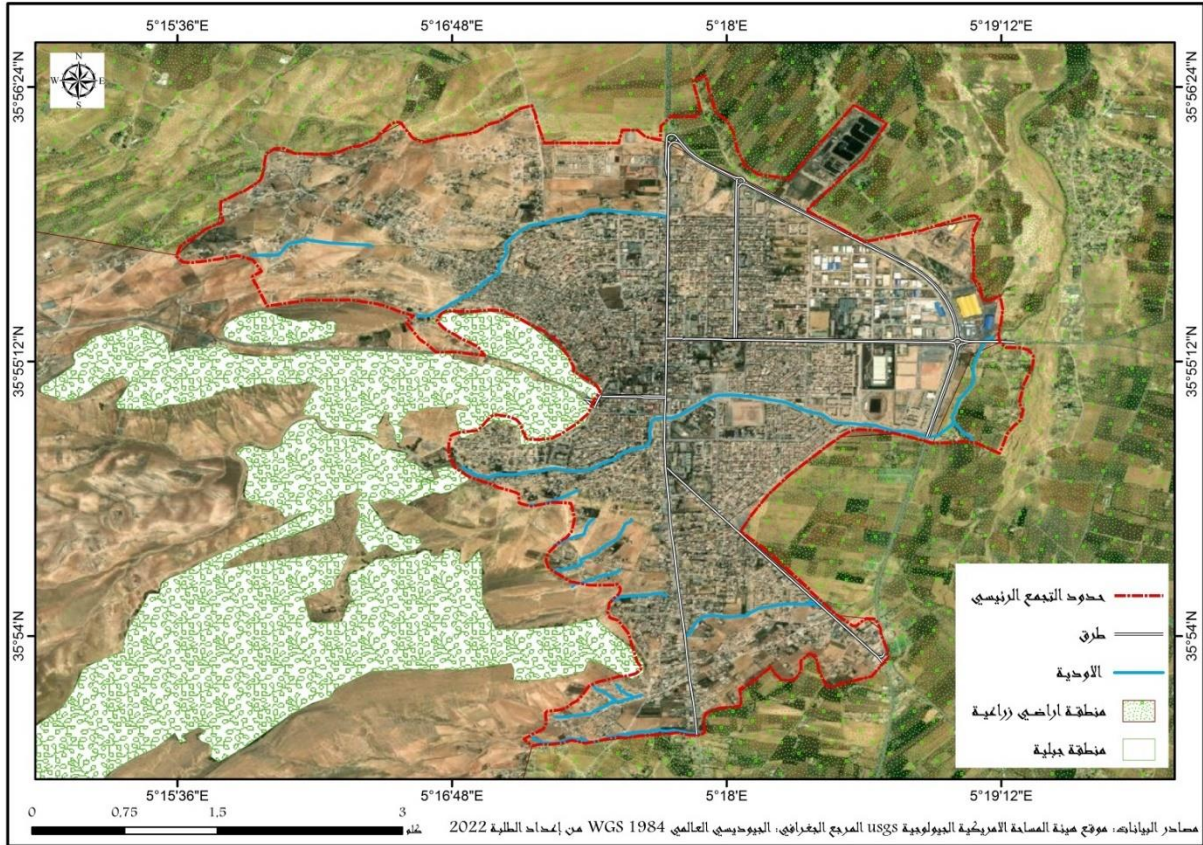 5°15'36"E 5°16'48"E 5°18'E 5°19'12"E
35°56'24"N 35°56'24"N
N
W E
S
35°55'12"N 35°55'12"N
35°54'N 35°54'N
حدود التجمع الرئيسي
طرق
الاودية
منطقة اراضي زراعية
منطقة جبلية
5°15'36"E 5°16'48"E 5°18'E 5°19'12"E
0 0.75 1.5 3
كلم
مصادر البيانات: موقع هيئة المساحة الامريكية الجيولوجية usgs المرجع الجغرافي: الجيوديسي العالمي WGS 1984 من إعداد الطلبة 2022